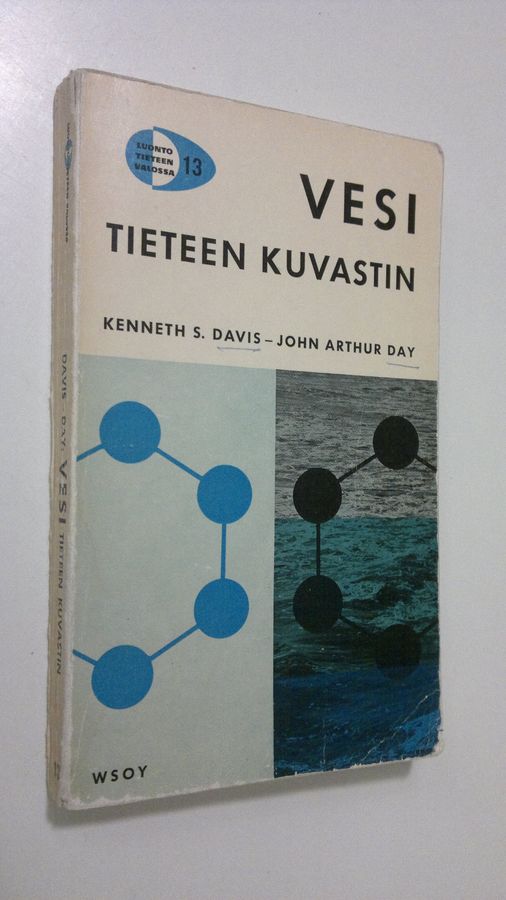 LUONTO
TIETEEN
VALOSSA
13
VESI
TIETEEN KUVASTIN
KENNETH S. DAVIS – JOHN ARTHUR DAY
WSOY
DAVIS - DAY: VESI TIETEEN KUVASTIN